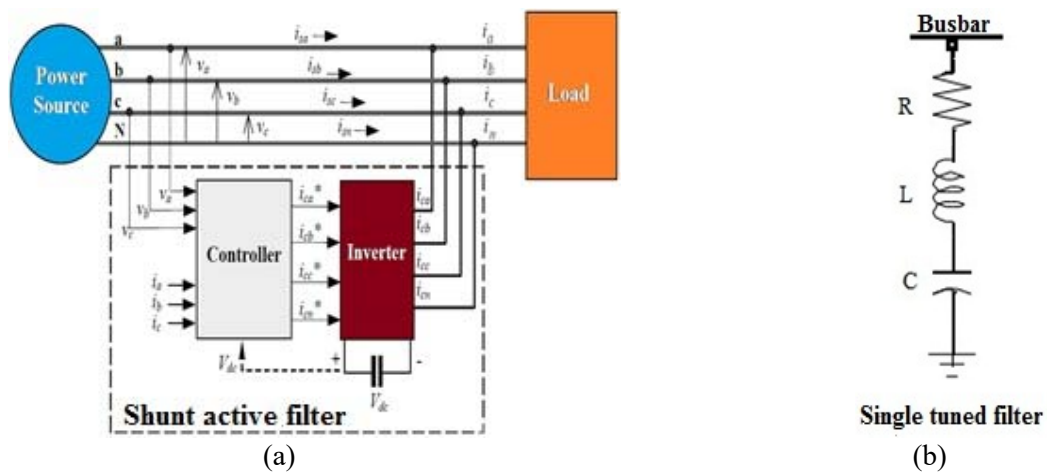 a
i_sa
i_a
Power
Source
b
v_a
i_sb
i_b
Load
c
v_b
i_sc
i_c
N
v_c
i_sn
i_n
v_a
v_b
v_c
Controller
i_ca*
i_cb*
i_cc*
i_cn*
Inverter
i_ca
i_cb
i_cc
i_cn
i_a
i_b
i_c
V_dc
+
-
V_dc
Shunt active filter
(a)
Busbar
R
L
C
Single tuned filter
(b)